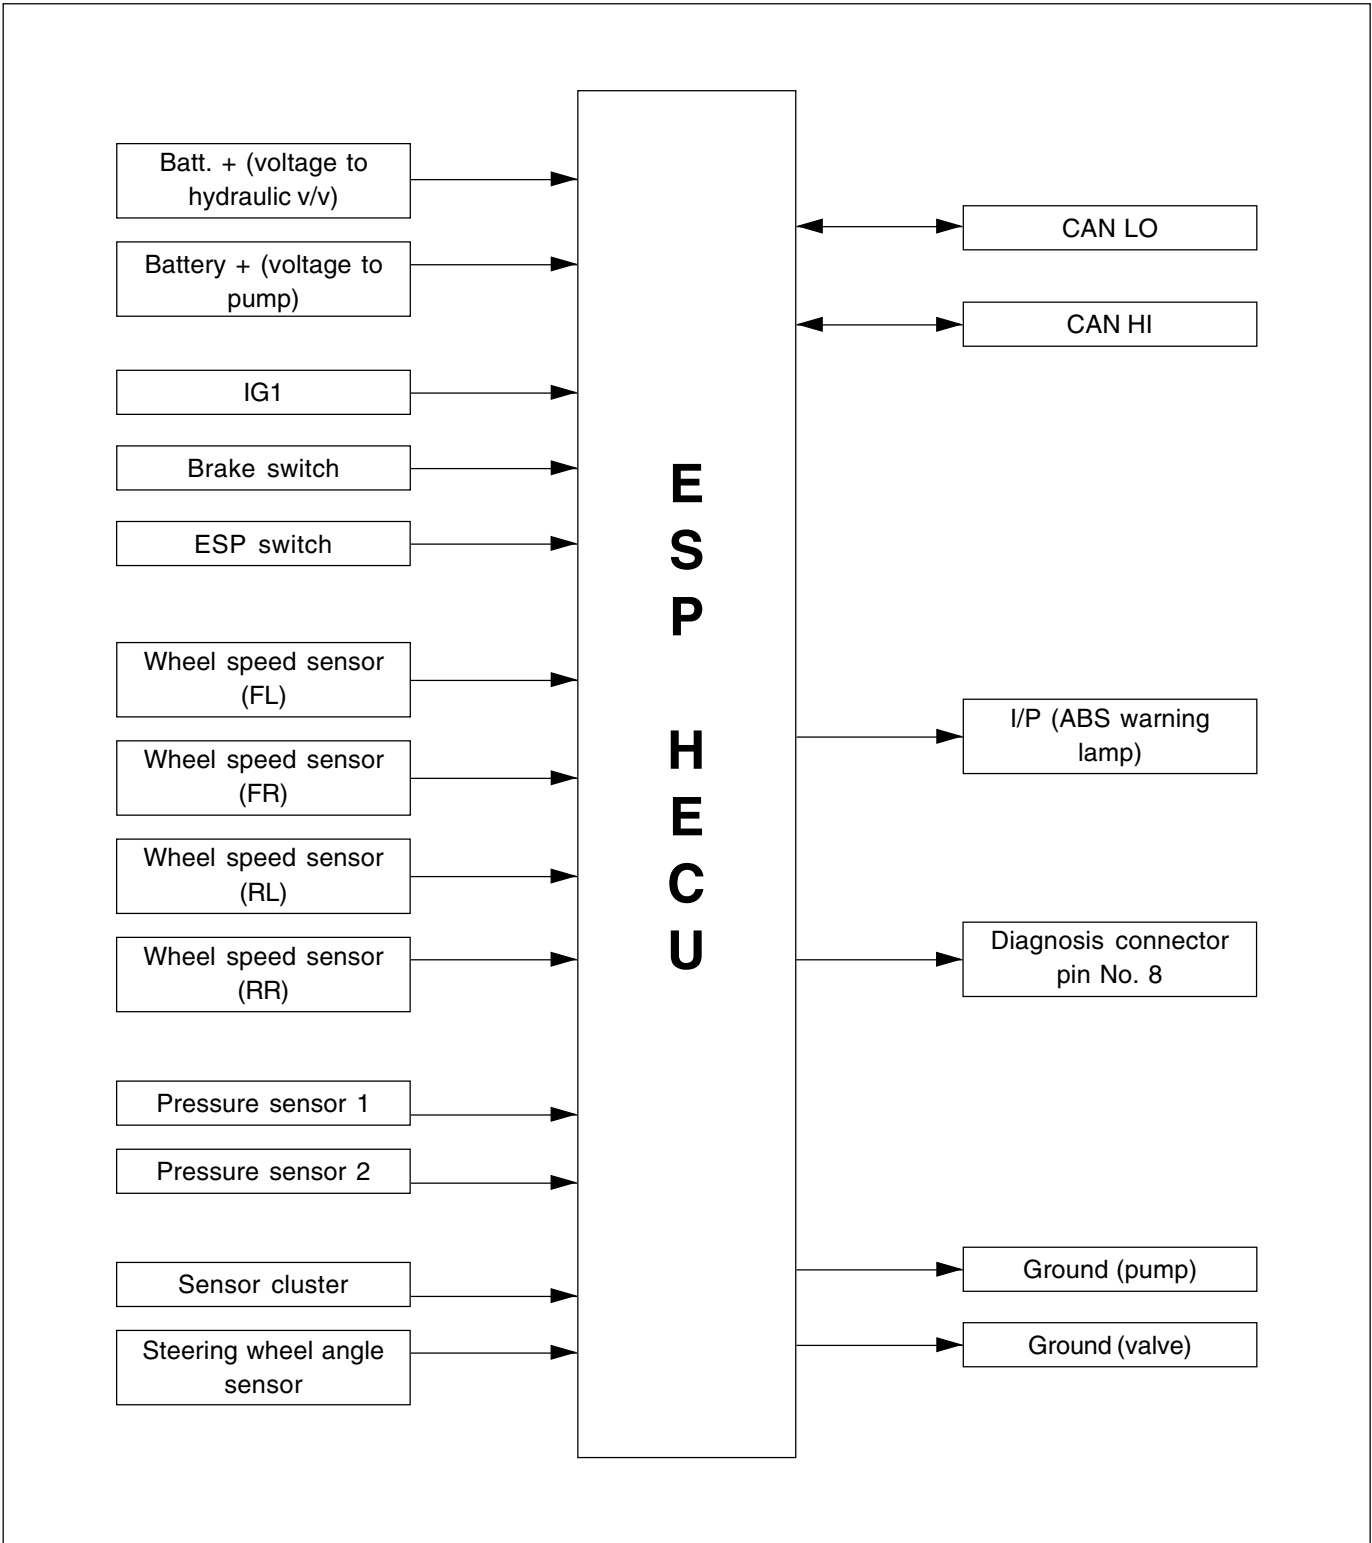 Batt. + (voltage to
hydraulic v/v)
Battery + (voltage to
pump)
IG1
Brake switch
ESP switch
Wheel speed sensor
(FL)
Wheel speed sensor
(FR)
Wheel speed sensor
(RL)
Wheel speed sensor
(RR)
Pressure sensor 1
Pressure sensor 2
Sensor cluster
Steering wheel angle
sensor
E
S
P
H
E
C
U
CAN LO
CAN HI
I/P (ABS warning
lamp)
Diagnosis connector
pin No. 8
Ground (pump)
Ground (valve)